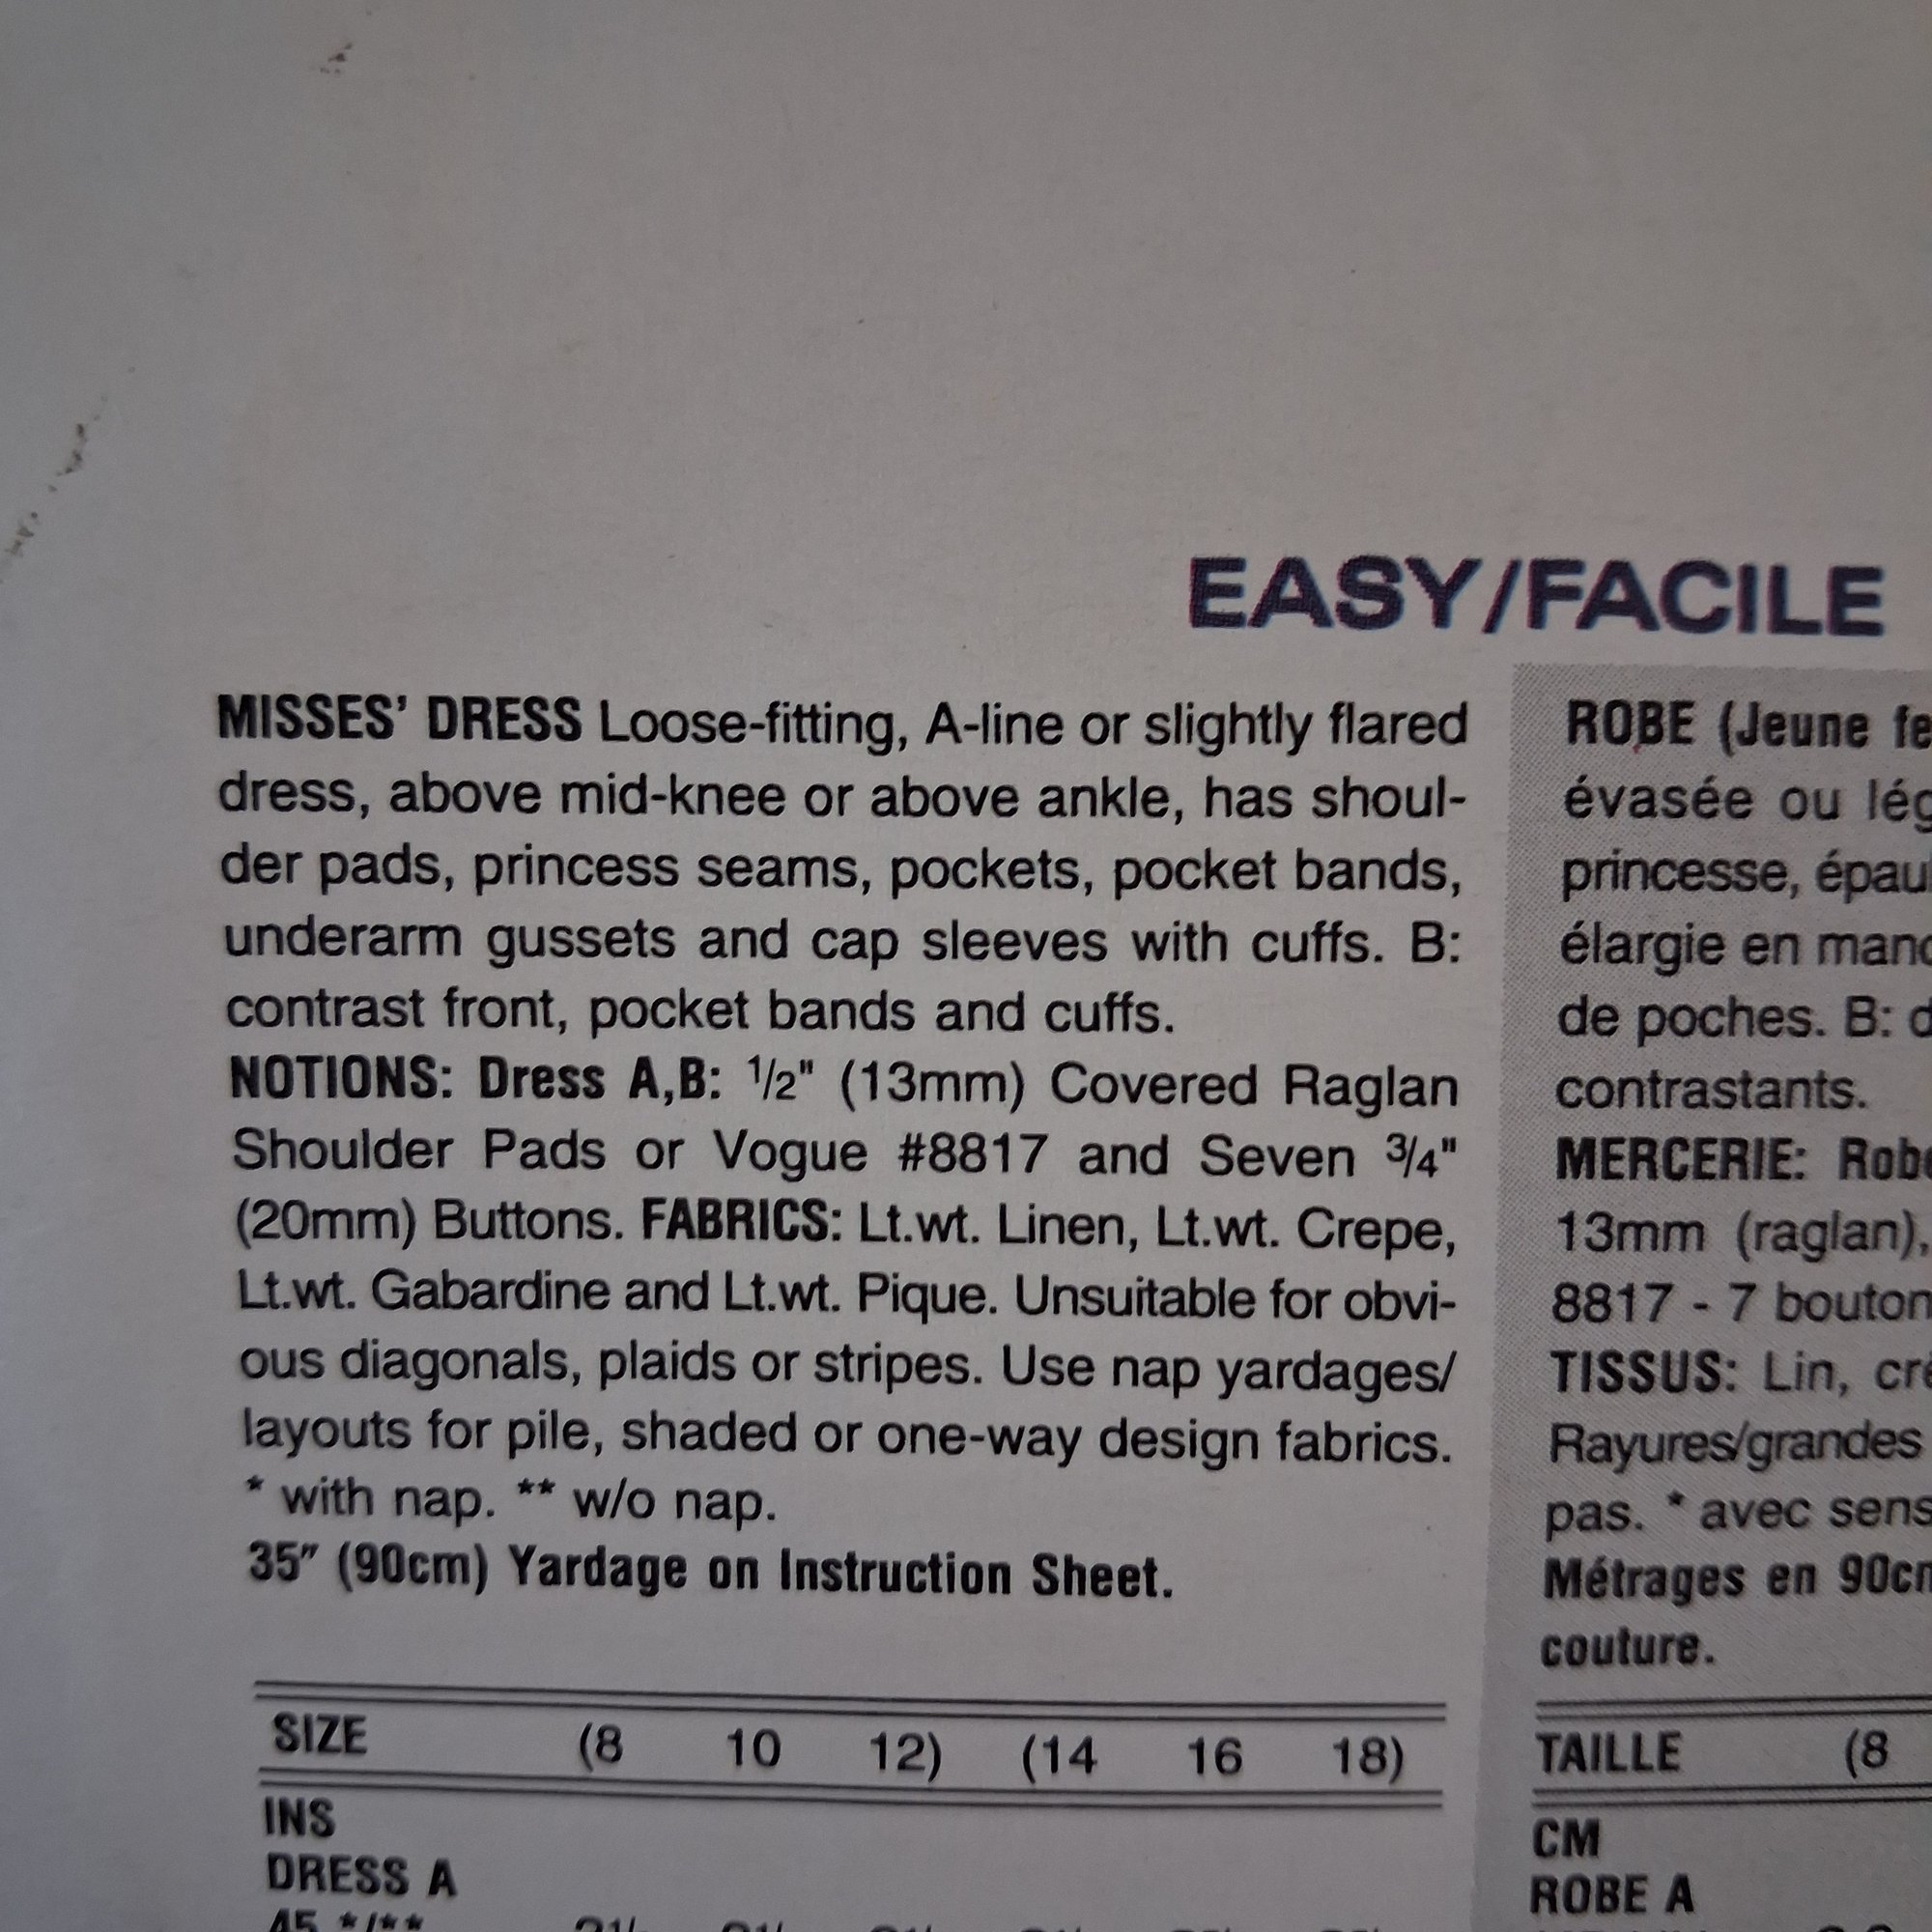 EASY/FACILE
MISSES' DRESS Loose-fitting, A-line or slightly flared
dress, above mid-knee or above ankle, has shoul-
der pads, princess seams, pockets, pocket bands,
underarm gussets and cap sleeves with cuffs. B:
contrast front, pocket bands and cuffs.
NOTIONS: Dress A,B: ½" (13mm) Covered Raglan
Shoulder Pads or Vogue #8817 and Seven ¾"
(20mm) Buttons. FABRICS: Lt.wt. Linen, Lt.wt. Crepe,
Lt.wt. Gabardine and Lt.wt. Pique. Unsuitable for obvi-
ous diagonals, plaids or stripes. Use nap yardages/
layouts for pile, shaded or one-way design fabrics.
* with nap. ** w/o nap.
35" (90cm) Yardage on Instruction Sheet.
SIZE (8 10 12) (14 16 18)
INS
DRESS A
45 */**
ROBE (Jeune
évasée ou
princesse,
élargie en
de poches. B:
contrastants.
MERCERIE:
13mm (raglan),
8817 - 7
TISSUS: Lin,
Rayures/grandes
pas. * avec sens
Métrages en
couture.
TAILLE (8
CM
ROBE A